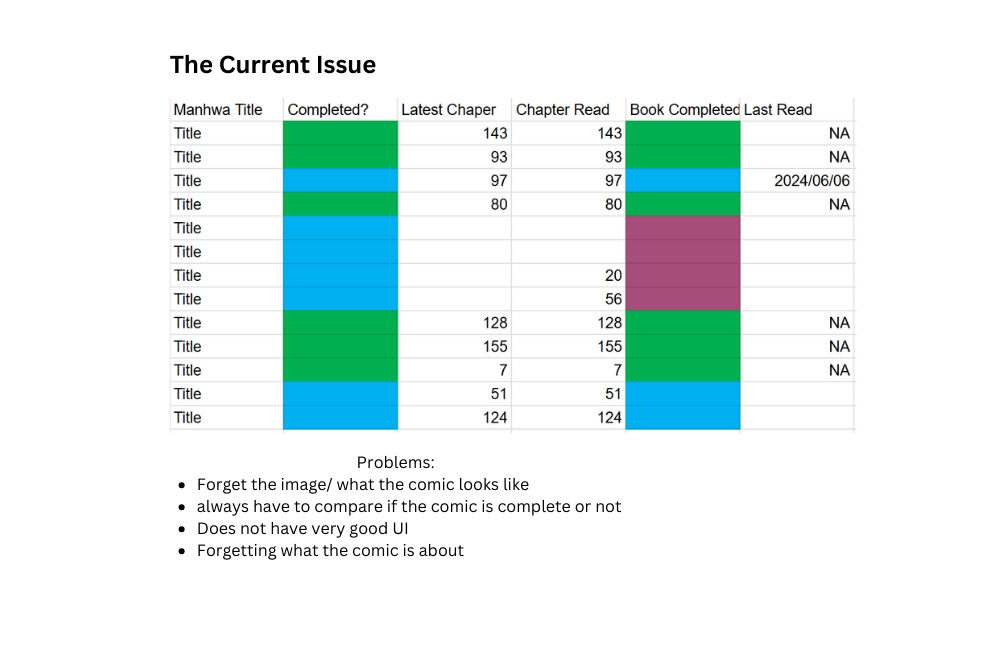 The Current Issue
Manhwa Title Completed? Latest Chaper Chapter Read Book Completed Last Read
Title 143 143 NA
Title 93 93 NA
Title 97 97 2024/06/06
Title 80 80 NA
Title
Title
Title 20
Title 56
Title 128 128 NA
Title 155 155 NA
Title 7 7 NA
Title 51 51
Title 124 124
Problems:
• Forget the image/ what the comic looks like
• always have to compare if the comic is complete or not
• Does not have very good UI
• Forgetting what the comic is about